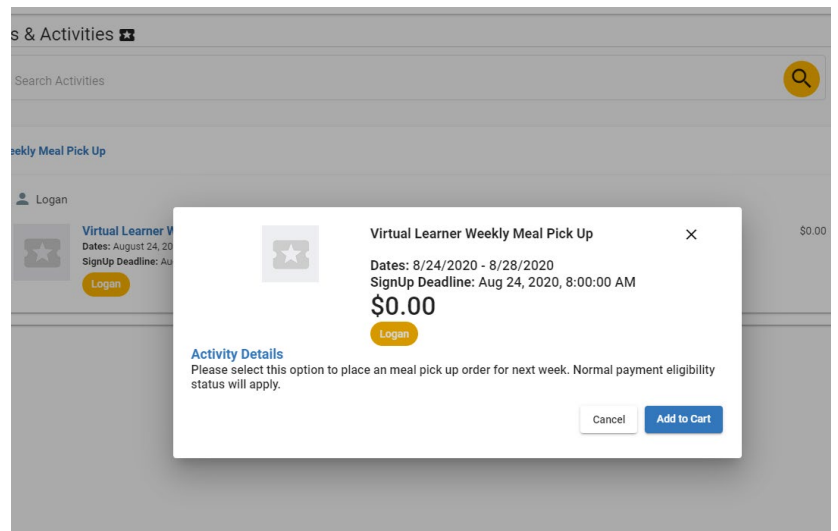 s & Activities
Search Activities
eekly Meal Pick Up
Logan
Virtual Learner W
$0.00
Dates: August 24, 20
SignUp Deadline: Au
Logan
Virtual Learner Weekly Meal Pick Up
Dates: 8/24/2020 - 8/28/2020
SignUp Deadline: Aug 24, 2020, 8:00:00 AM
$0.00
Logan
Activity Details
Please select this option to place an meal pick up order for next week. Normal payment eligibility
status will apply.
Cancel Add to Cart